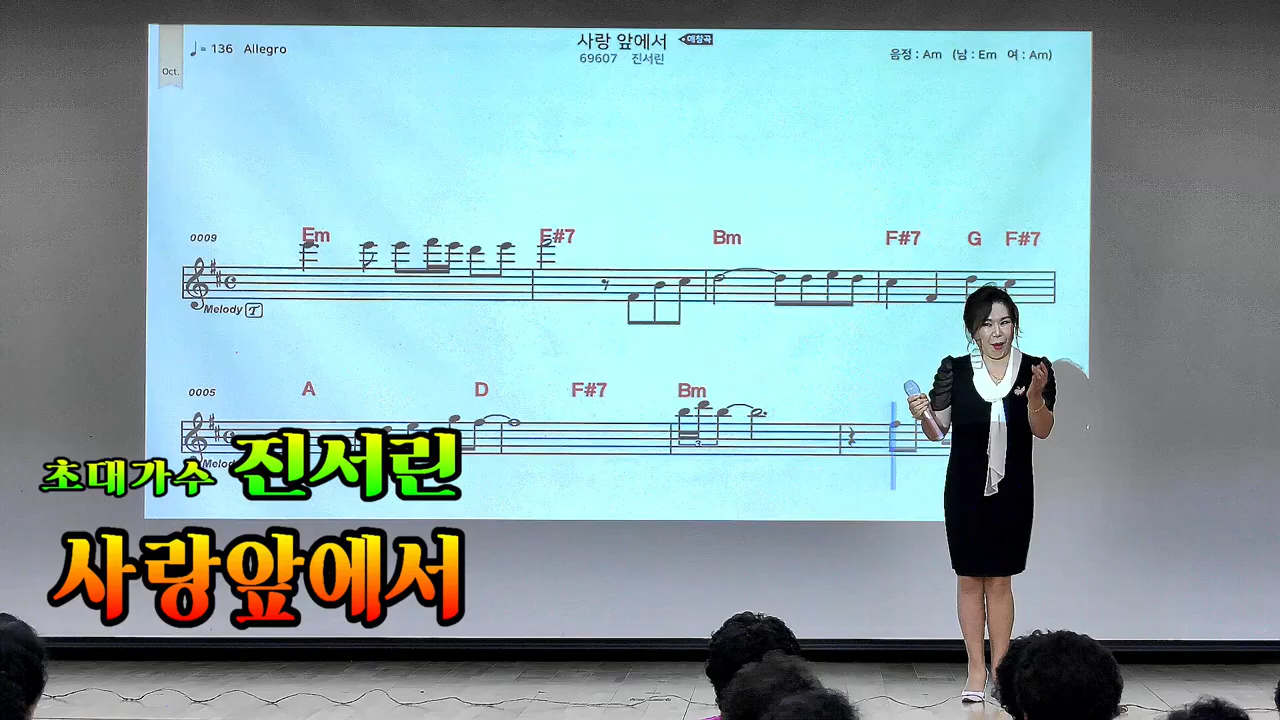 ♩= 136 Allegro
사랑 앞에서 애창곡
69607 진서린
음정 : Am (남 : Em 여 : Am)
Oct.
0009
Em F#7 Bm F#7 G F#7
Melody T
0005
A D F#7 Bm
3
Melod
초대가수 진서린
사랑앞에서